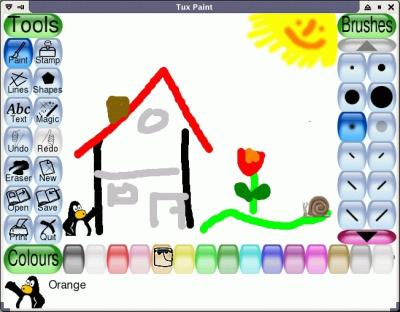 Tux Paint
Tools
Brushes
Paint
Stamp
Lines
Shapes
Abc
Text
Magic
Undo
Redo
Eraser
New
Open
Save
Print
Quit
Colours
Orange